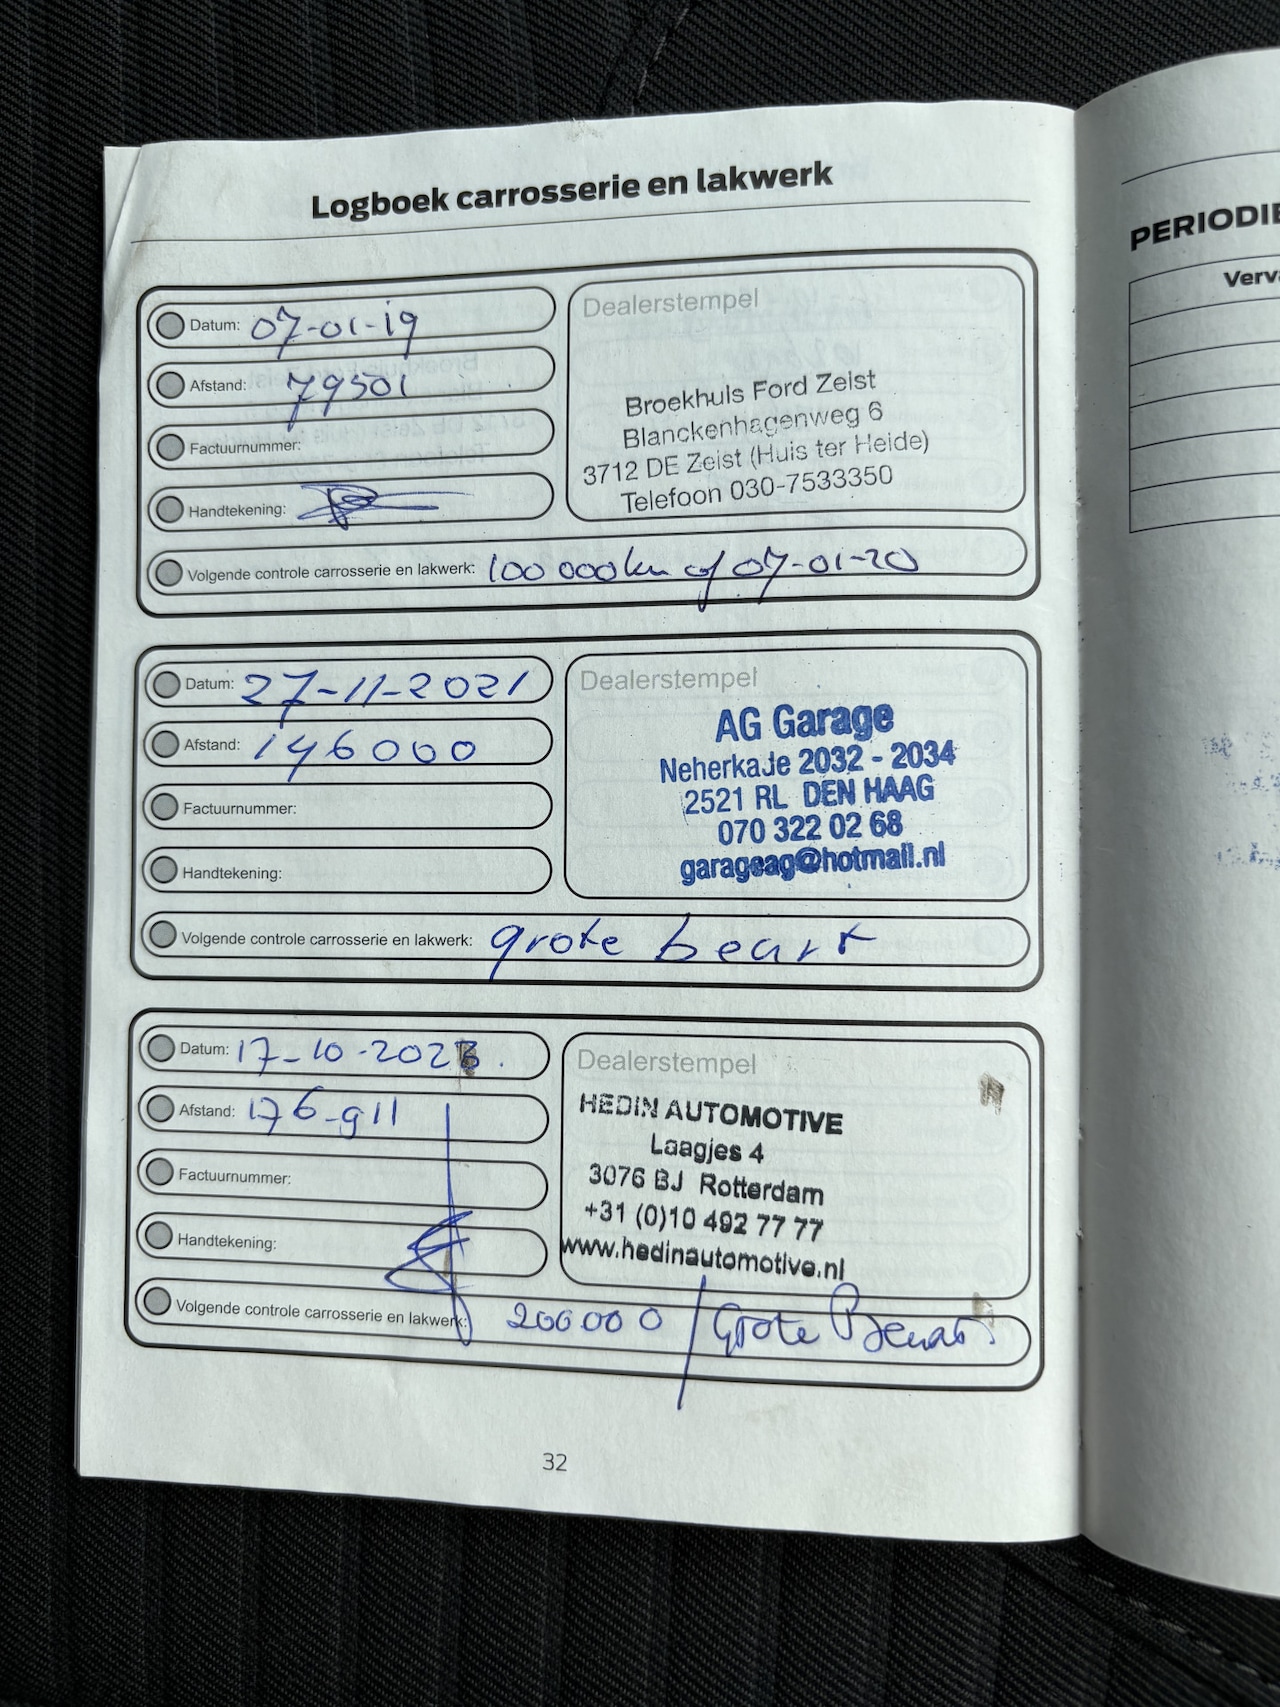 Logboek carrosserie en lakwerk
Datum: 07-01-19
Afstand: 79501
Factuurnummer:
Handtekening:
Dealerstempel
Broekhuis Ford Zeist
Blanckenhagenweg 6
3712 DE Zeist (Huis ter Heide)
Telefoon 030-7533350
Volgende controle carrosserie en lakwerk: 100 000km of 07-01-20
Datum: 27-11-2021
Afstand: 146000
Factuurnummer:
Handtekening:
Dealerstempel
AG Garage
Neherkade 2032 - 2034
2521 RL DEN HAAG
070 322 02 68
garageag@hotmail.nl
Volgende controle carrosserie en lakwerk: grote beurt
Datum: 17-10-2023.
Afstand: 176-911
Factuurnummer:
Handtekening:
Dealerstempel
HEDIN AUTOMOTIVE
Laagjes 4
3076 BJ Rotterdam
+31 (0)10 492 77 77
www.hedinautomotive.nl
Volgende controle carrosserie en lakwerk: 200000 / Grote Beurt
32
PERIODIE
Verva